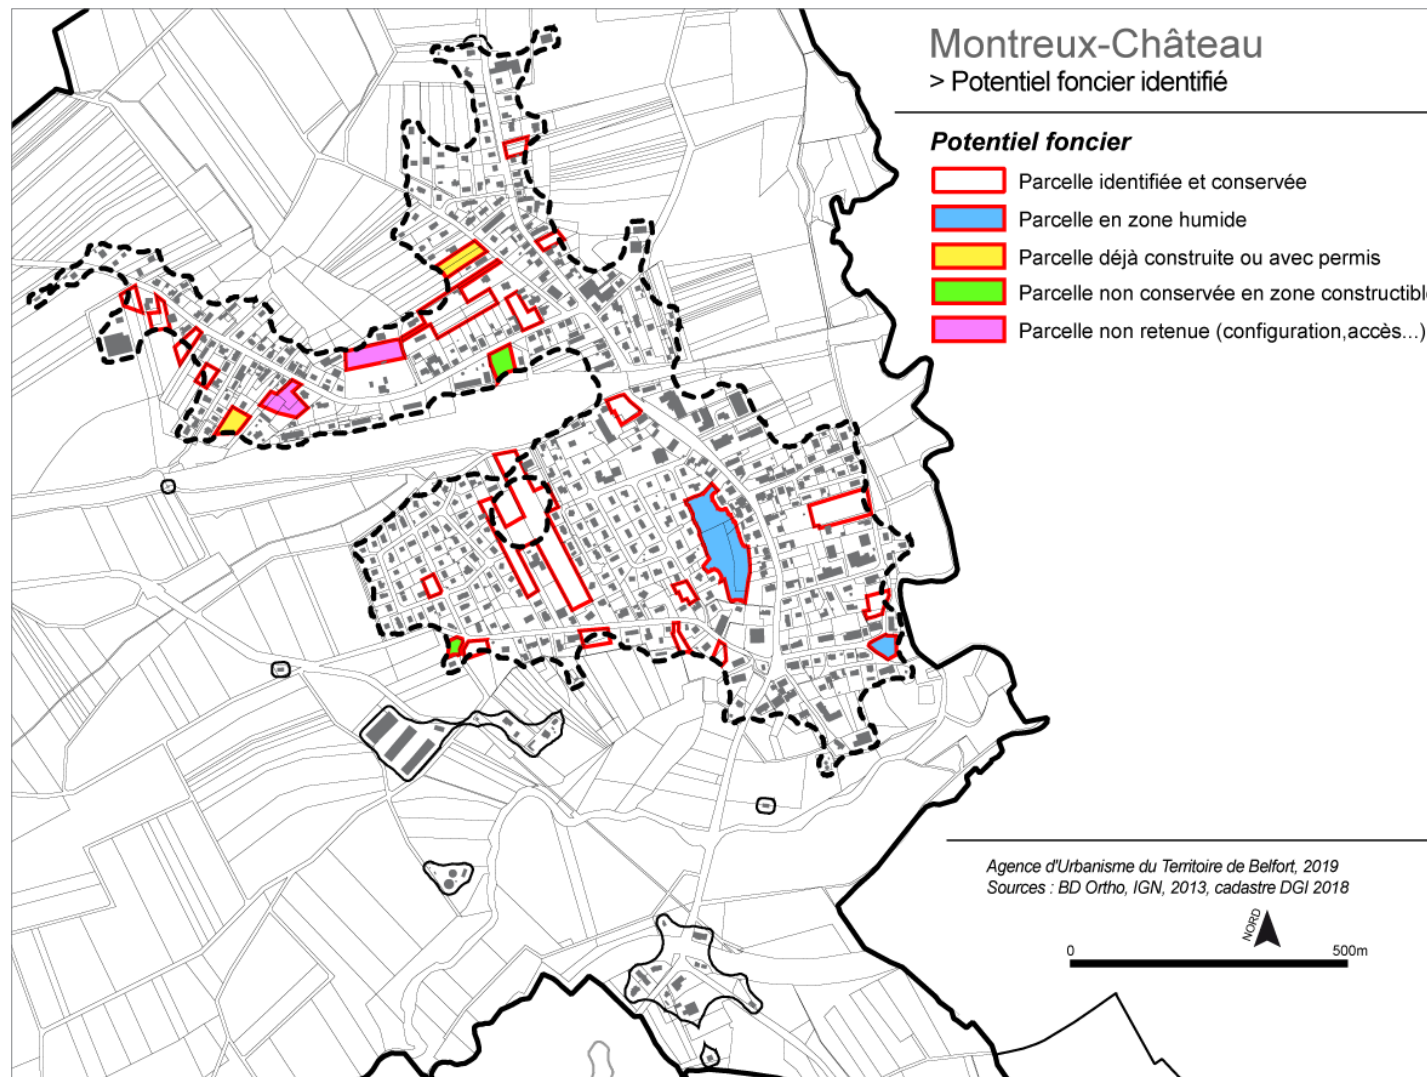 Montreux-Château
> Potentiel foncier identifié
Potentiel foncier
Parcelle identifiée et conservée
Parcelle en zone humide
Parcelle déjà construite ou avec permis
Parcelle non conservée en zone constructibl
Parcelle non retenue (configuration,accès...)
Agence d'Urbanisme du Territoire de Belfort, 2019
Sources : BD Ortho, IGN, 2013, cadastre DGI 2018
NORD
0 500m